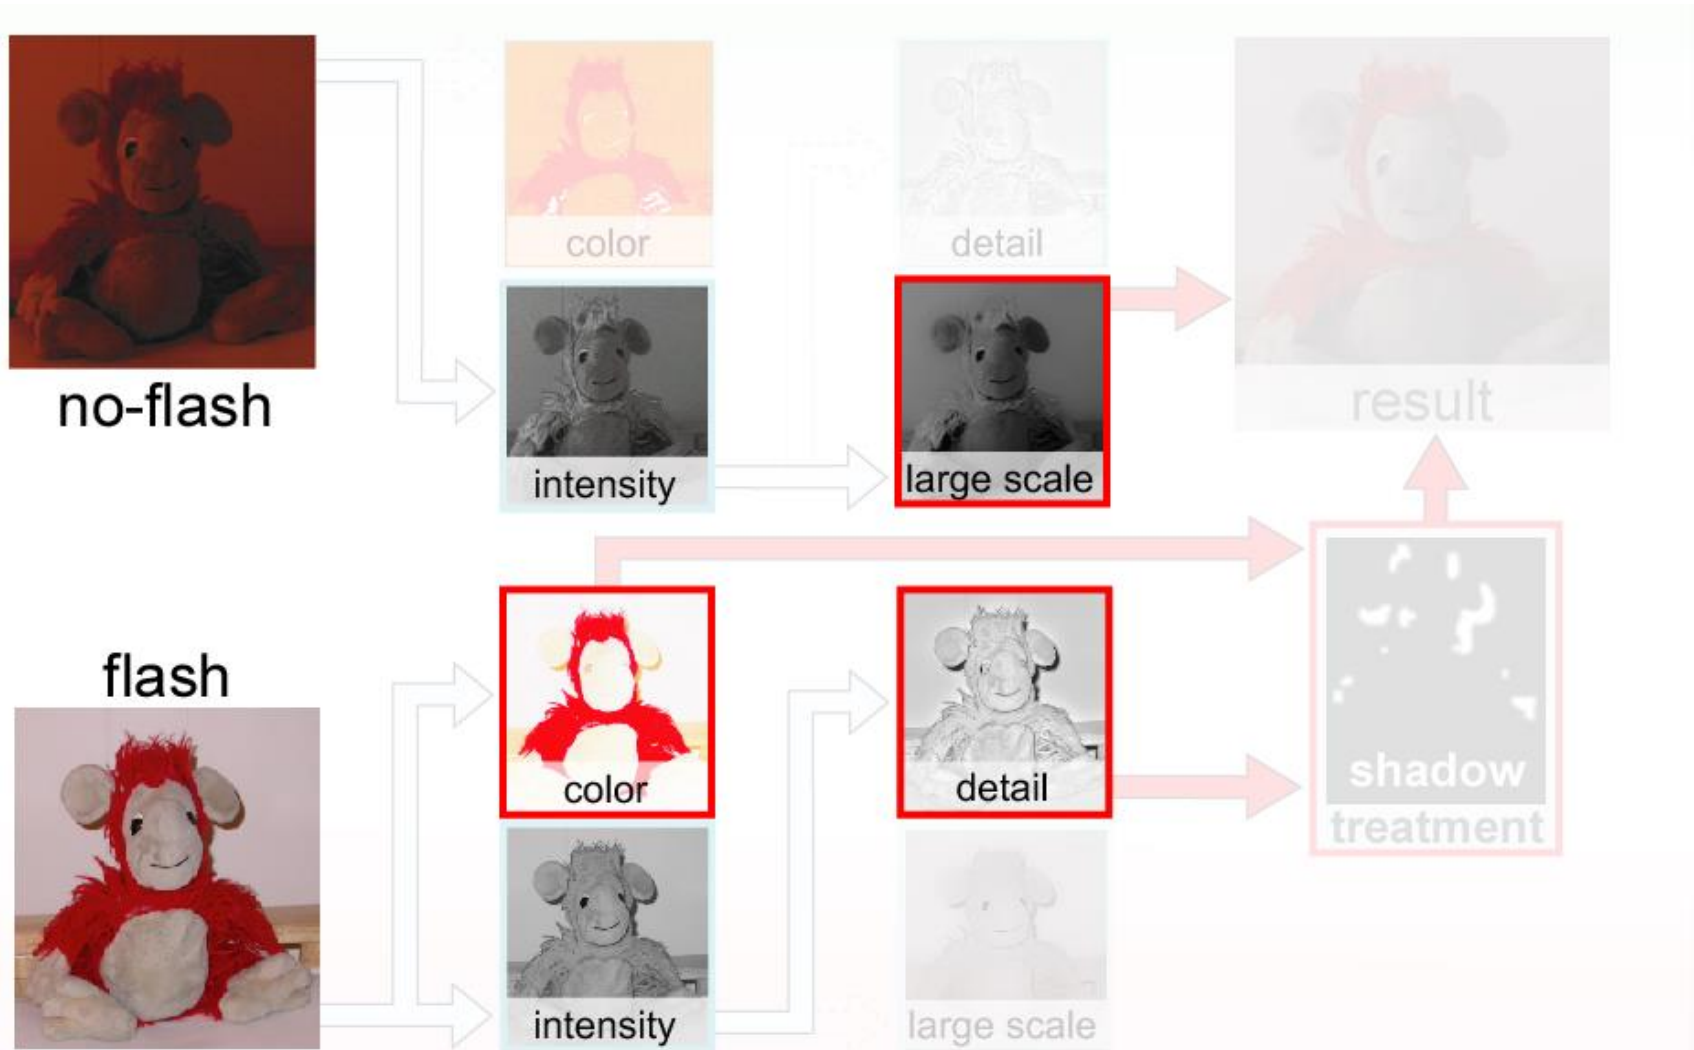 color
detail
no-flash
result
intensity
large scale
flash
color
detail
shadow
treatment
intensity
large scale